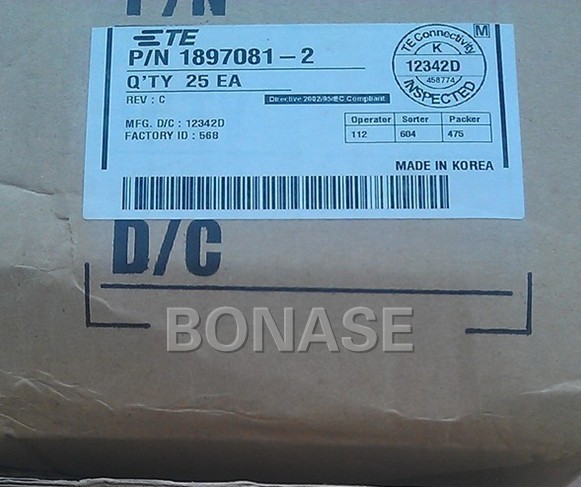 P/N
TE
P/N 1897081-2
Q'TY 25 EA
REV : C
Directive 2002/95/EC Compliant
MFG. D/C : 12342D
FACTORY ID : 568
TE Connectivity
K
12342D
458774
INSPECTED
M
Operator Sorter Packer
112 604 475
MADE IN KOREA
D/C
BONASE